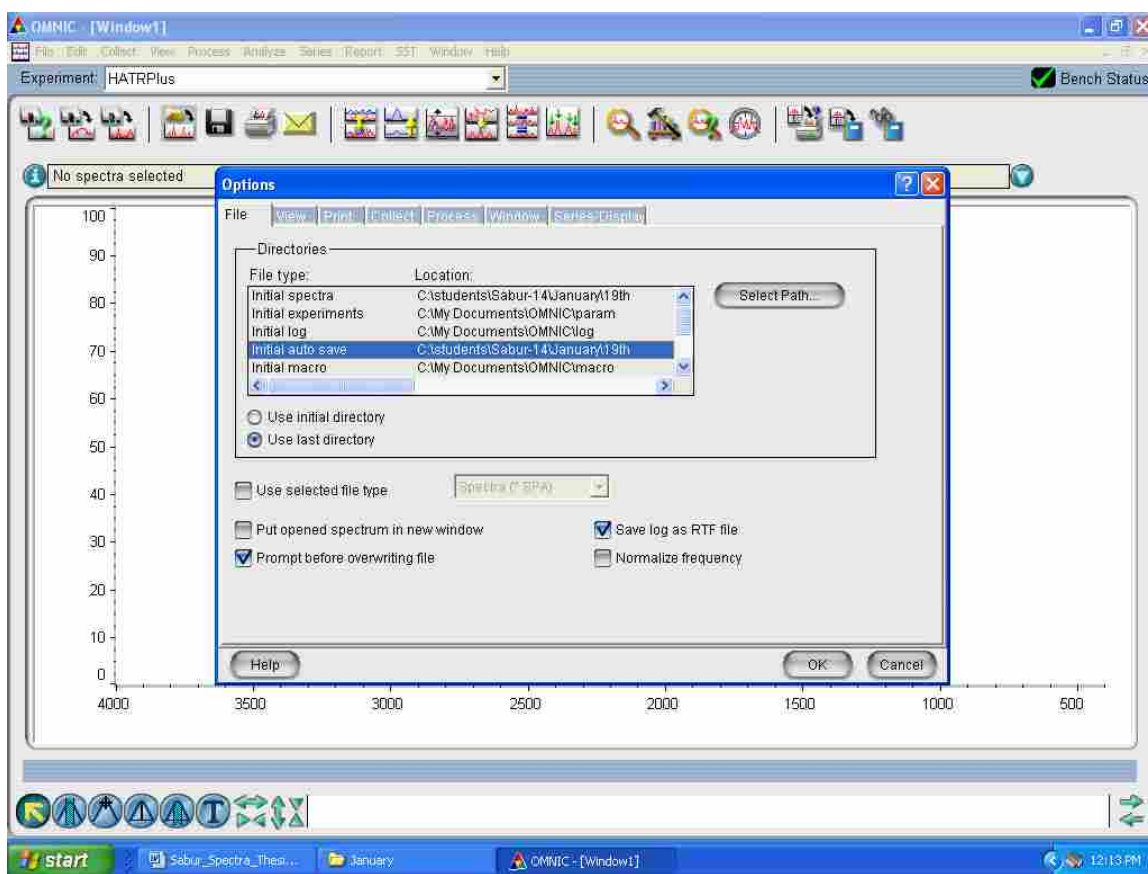 OMNIC - [Window1]
File Edit Collect View Process Analyze Series Report SST Window Help
Experiment: HATRPlus
Bench Status
No spectra selected
Options
File View Print Collect Process Window Series Display
Directories
File type: Location:
Initial spectra C:\students\Sabur-14\January\19th
Initial experiments C:\My Documents\OMNIC\param
Initial log C:\My Documents\OMNIC\log
Initial auto save C:\students\Sabur-14\January\19th
Initial macro C:\My Documents\OMNIC\macro
Select Path...
Use initial directory
Use last directory
Use selected file type Spectra (*.SPA)
Put opened spectrum in new window Save log as RTF file
Prompt before overwriting file Normalize frequency
Help OK Cancel
100
90
80
70
60
50
40
30
20
10
0
4000 3500 3000 2500 2000 1500 1000 500
T
start Sabur_Spectra_Thesi... January OMNIC - [Window1] 12:13 PM